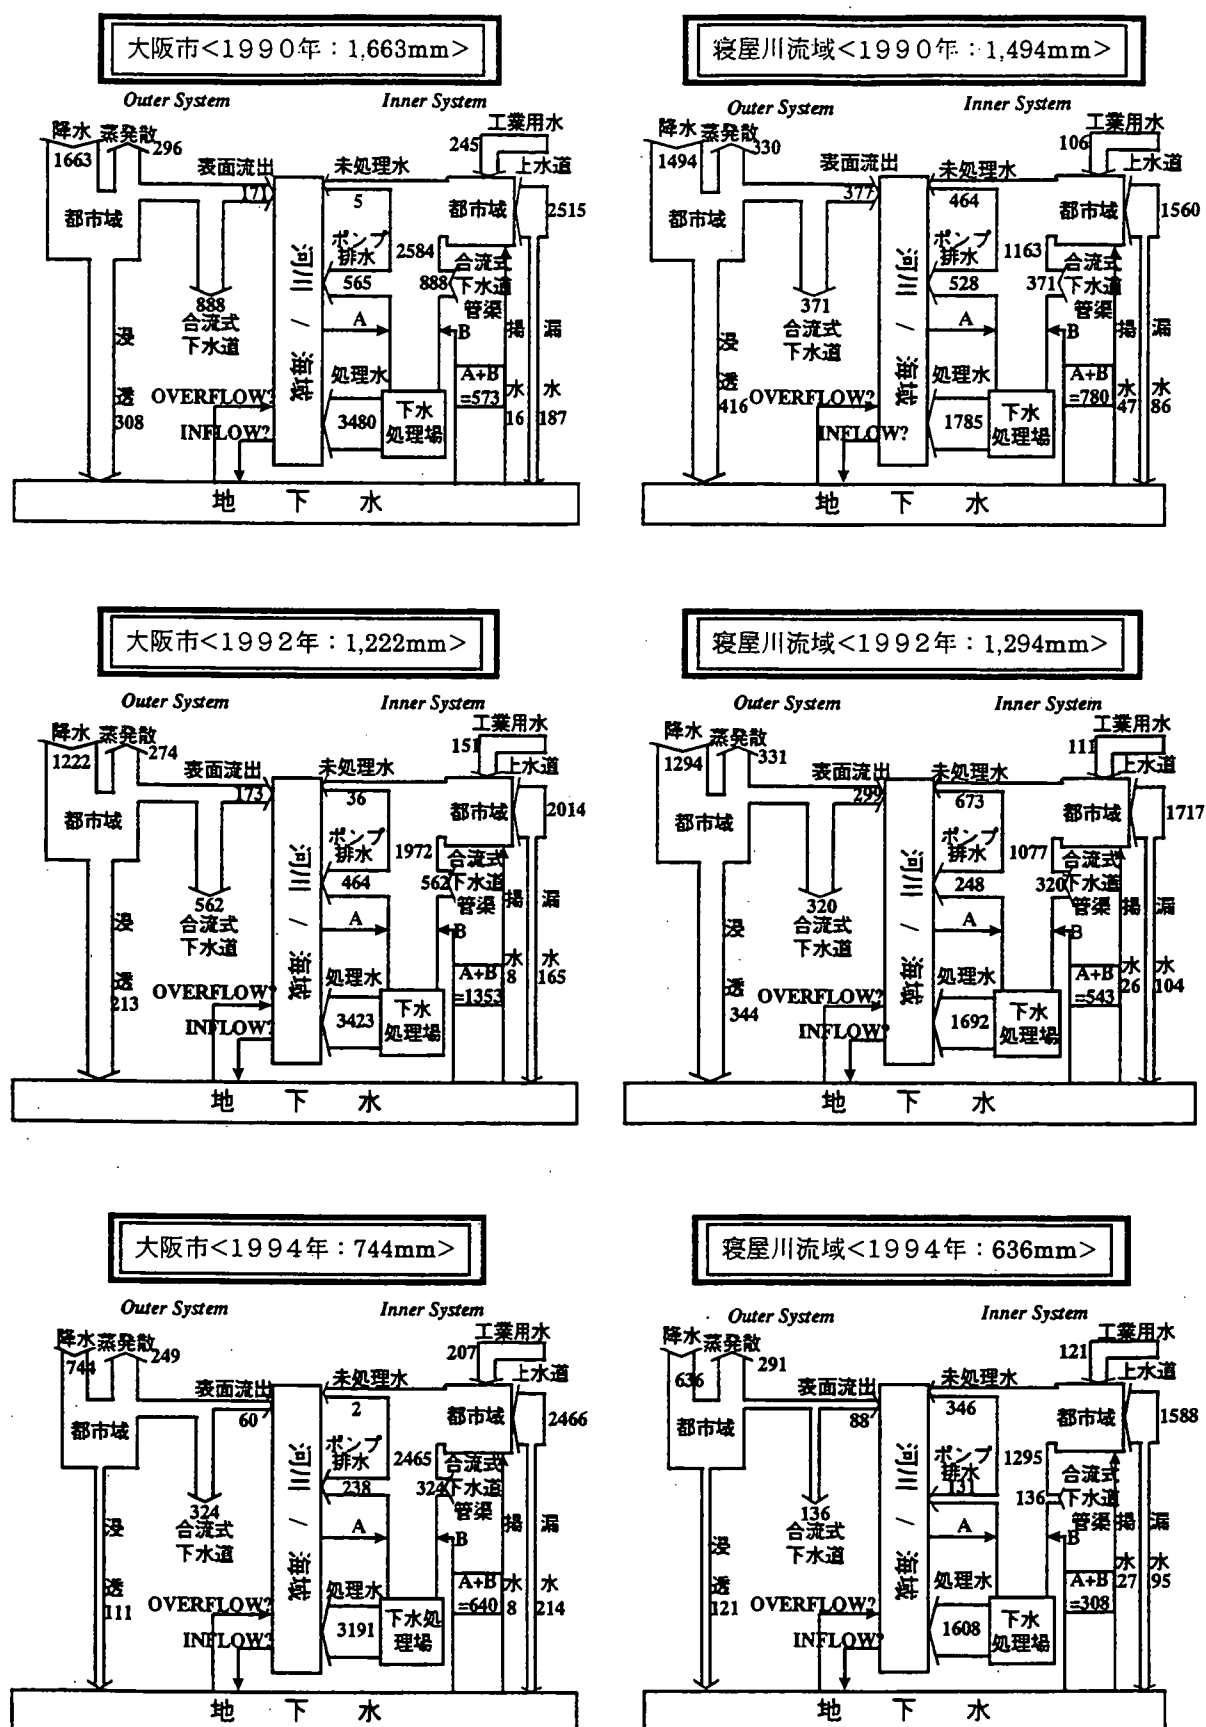 大阪市<1990年：1,663mm>
Outer System
Inner System
降水
蒸発散
1663
296
工業用水
245
上水道
表面流出
171
未処理水
5
都市域
都市域
2515
河川／海域
ポンプ
排水
565
2584
888
合流式
下水道
管渠
888
合流式
下水道
A
B
浸透
308
処理水
3480
下水
処理場
A+B
=573
揚水
16
漏水
187
OVERFLOW?
INFLOW?
地下水
寝屋川流域<1990年：1,494mm>
Outer System
Inner System
降水
蒸発散
1494
330
工業用水
106
上水道
表面流出
377
未処理水
464
都市域
都市域
1560
河川／海域
ポンプ
排水
528
1163
371
合流式
下水道
管渠
371
合流式
下水道
A
B
浸透
416
処理水
1785
下水
処理場
A+B
=780
揚水
47
漏水
86
OVERFLOW?
INFLOW?
地下水
大阪市<1992年：1,222mm>
Outer System
Inner System
降水
蒸発散
1222
274
工業用水
151
上水道
表面流出
173
未処理水
36
都市域
都市域
2014
河川／海域
ポンプ
排水
464
1972
562
合流式
下水道
管渠
562
合流式
下水道
A
B
浸透
213
処理水
3423
下水
処理場
A+B
=1353
揚水
8
漏水
165
OVERFLOW?
INFLOW?
地下水
寝屋川流域<1992年：1,294mm>
Outer System
Inner System
降水
蒸発散
1294
331
工業用水
111
上水道
表面流出
299
未処理水
673
都市域
都市域
1717
河川／海域
ポンプ
排水
248
1077
320
合流式
下水道
管渠
320
合流式
下水道
A
B
浸透
344
処理水
1692
下水
処理場
A+B
=543
揚水
26
漏水
104
OVERFLOW?
INFLOW?
地下水
大阪市<1994年：744mm>
Outer System
Inner System
降水
蒸発散
744
249
工業用水
207
上水道
表面流出
60
未処理水
2
都市域
都市域
2466
河川／海域
ポンプ
排水
238
2465
324
合流式
下水道
管渠
324
合流式
下水道
A
B
浸透
111
処理水
3191
下水処
理場
A+B
=640
揚水
8
漏水
214
OVERFLOW?
INFLOW?
地下水
寝屋川流域<1994年：636mm>
Outer System
Inner System
降水
蒸発散
636
291
工業用水
121
上水道
表面流出
88
未処理水
346
都市域
都市域
1588
河川／海域
ポンプ
排水
131
1295
136
合流式
下水道
管渠
136
合流式
下水道
A
B
浸透
121
処理水
1608
下水
処理場
A+B
=308
揚水
27
漏水
95
OVERFLOW?
INFLOW?
地下水